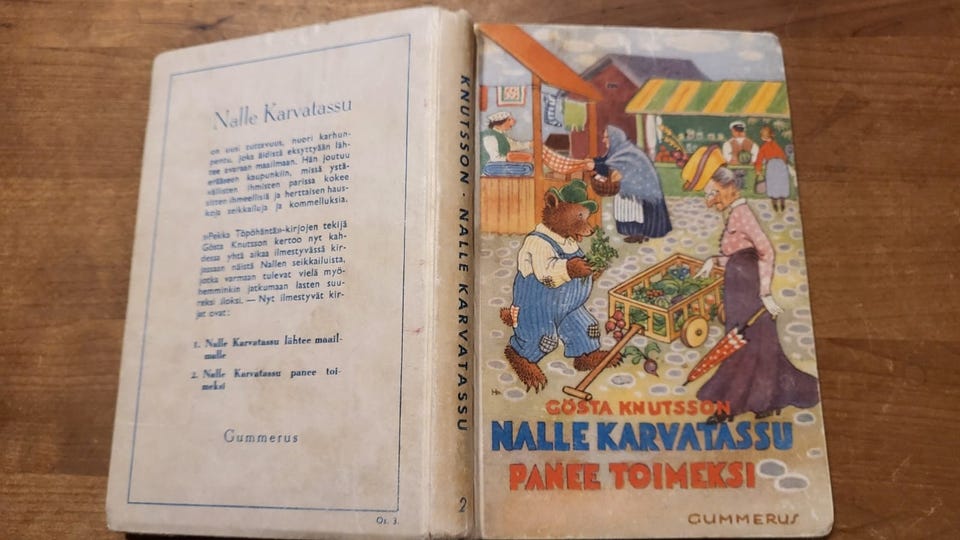 Nalle Karvatassu
on uusi tuttavuus, nuori karhun-
pentu, joka äidistä eksyttyään läh-
tee avaraan maailmaan. Hän joutuu
erääseen kaupunkiin, missä ystä-
vällisten ihmisten parissa kokee
sitten ihmeellisiä ja herttaisen haus-
koja seikkailuja ja kommelluksia.
»Pekka Töpöhäntä»-kirjojen tekijä
Gösta Knutsson kertoo nyt kah-
dessa yhtä aikaa ilmestyvässä kir-
jassaan näistä Nallen seikkailuista,
jotka varmaan tulevat vielä myö-
hemminkin jatkumaan lasten suu-
reksi iloksi. — Nyt ilmestyvät kir-
jat ovat:
1. Nalle Karvatassu lähtee maail-
malle
2. Nalle Karvatassu panee toi-
meksi
Gummerus
Os. 3.
KNUTSSON · NALLE KARVATASSU
2
GÖSTA KNUTSSON
NALLE KARVATASSU
PANEE TOIMEKSI
GUMMERUS